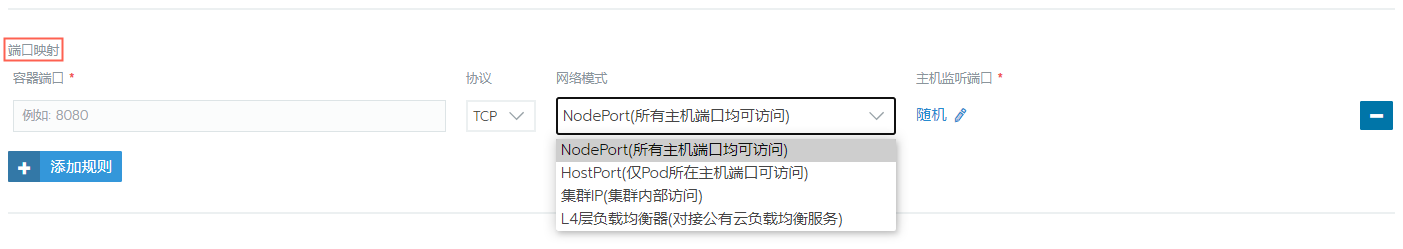 端口映射
容器端口 * 协议 网络模式 主机监听端口 *
例如: 8080 TCP NodePort(所有主机端口均可访问) 随机
NodePort(所有主机端口均可访问)
添加规则
HostPort(仅Pod所在主机端口可访问)
集群IP(集群内部访问)
L4层负载均衡器(对接公有云负载均衡服务)